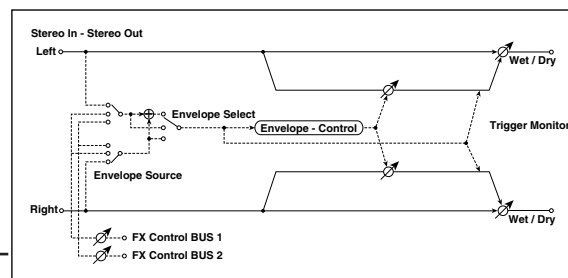 Stereo In - Stereo Out
Left
Wet / Dry
Envelope Select
Envelope - Control
Trigger Monitor
Envelope Source
Right
Wet / Dry
FX Control BUS 1
FX Control BUS 2